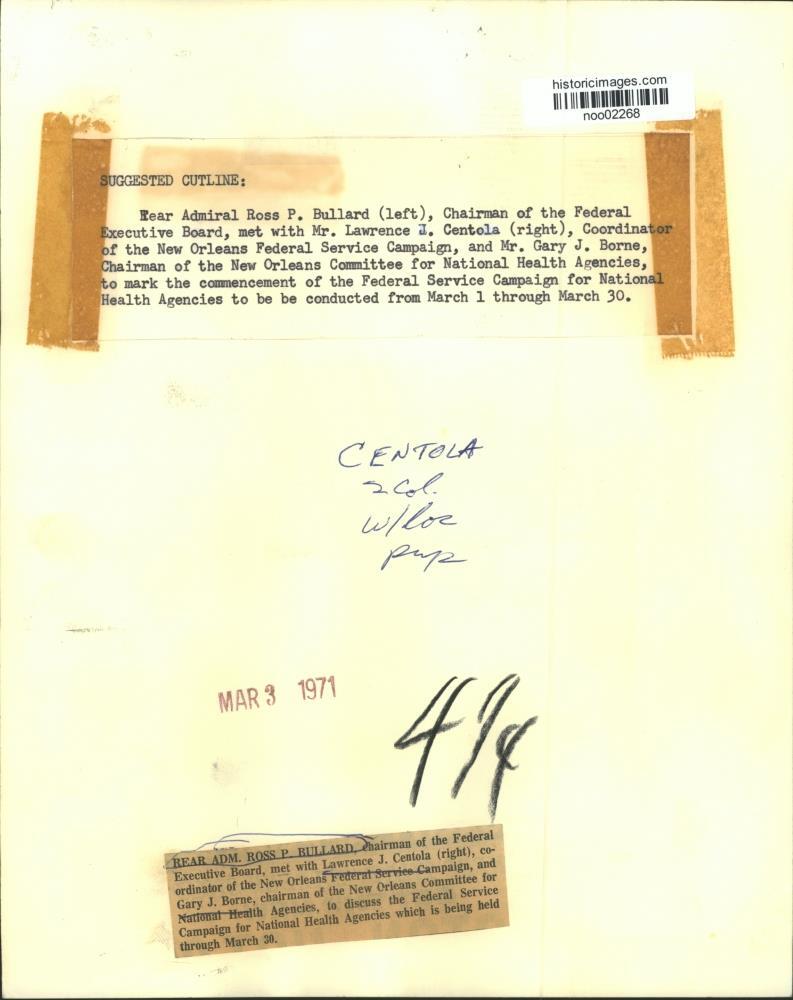 historicimages.com
noo02268
SUGGESTED CUTLINE:
Rear Admiral Ross P. Bullard (left), Chairman of the Federal
Executive Board, met with Mr. Lawrence J. Centola (right), Coordinator
of the New Orleans Federal Service Campaign, and Mr. Gary J. Borne,
Chairman of the New Orleans Committee for National Health Agencies,
to mark the commencement of the Federal Service Campaign for National
Health Agencies to be be conducted from March 1 through March 30.
CENTOLA
2 Col.
MAR 3 1971
REAR ADM. ROSS P. BULLARD, chairman of the Federal
Executive Board, met with Lawrence J. Centola (right), co-
ordinator of the New Orleans Federal Service Campaign, and
Gary J. Borne, chairman of the New Orleans Committee for
National Health Agencies, to discuss the Federal Service
Campaign for National Health Agencies which is being held
through March 30.